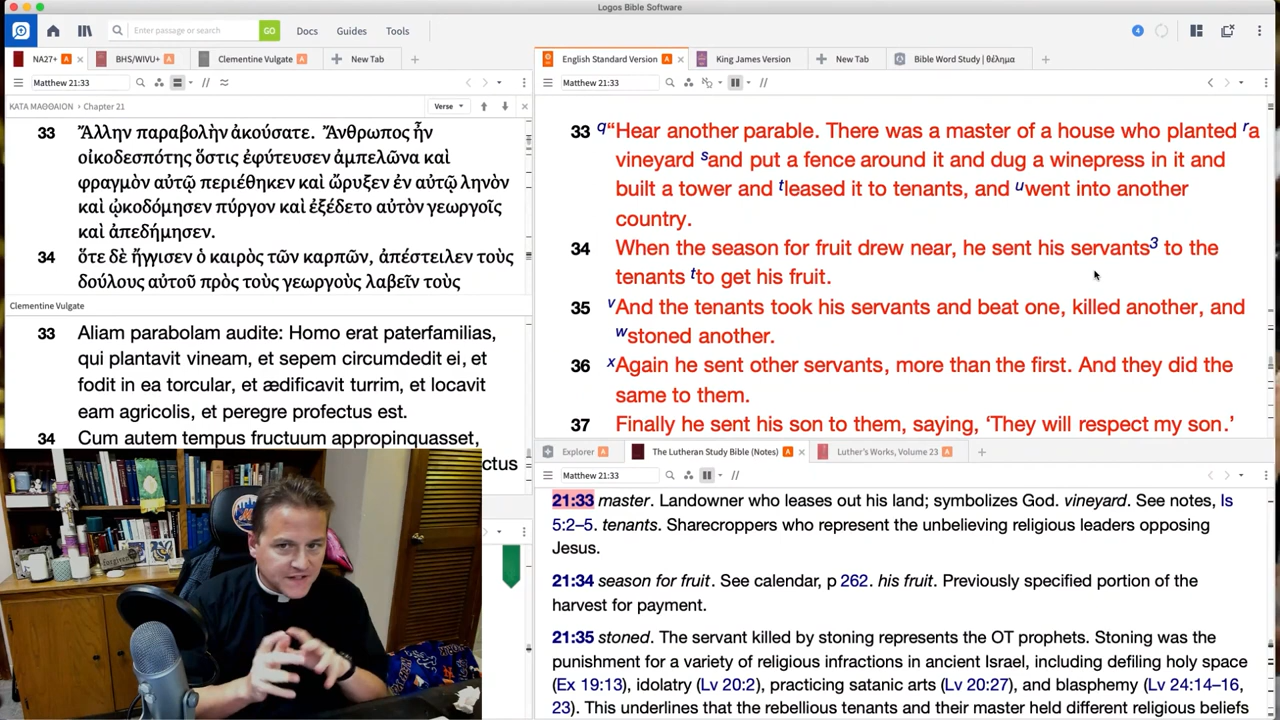 Logos Bible Software
Enter passage or search
GO
Docs
Guides
Tools
4
NA27+
A
BHS/WIVU+
A
Clementine Vulgate
A
New Tab
Matthew 21:33
ΚΑΤΑ ΜΑΘΘΑΙΟΝ › Chapter 21
Verse
33 Ἄλλην παραβολὴν ἀκούσατε. Ἄνθρωπος ἦν
οἰκοδεσπότης ὅστις ἐφύτευσεν ἀμπελῶνα καὶ
φραγμὸν αὐτῷ περιέθηκεν καὶ ὤρυξεν ἐν αὐτῷ ληνὸν
καὶ ᾠκοδόμησεν πύργον καὶ ἐξέδετο αὐτὸν γεωργοῖς
καὶ ἀπεδήμησεν.
34 ὅτε δὲ ἤγγισεν ὁ καιρὸς τῶν καρπῶν, ἀπέστειλεν τοὺς
δούλους αὐτοῦ πρὸς τοὺς γεωργοὺς λαβεῖν τοὺς
Clementine Vulgate
33 Aliam parabolam audite: Homo erat paterfamilias,
qui plantavit vineam, et sepem circumdedit ei, et
fodit in ea torcular, et ædificavit turrim, et locavit
eam agricolis, et peregre profectus est.
34 Cum autem tempus fructuum appropinquasset,
ctus
English Standard Version
A
King James Version
New Tab
Bible Word Study | θέλημα
Matthew 21:33
33 q“Hear another parable. There was a master of a house who planted ra
vineyard sand put a fence around it and dug a winepress in it and
built a tower and tleased it to tenants, and uwent into another
country.
34 When the season for fruit drew near, he sent his servants3 to the
tenants tto get his fruit.
35 vAnd the tenants took his servants and beat one, killed another, and
wstoned another.
36 xAgain he sent other servants, more than the first. And they did the
same to them.
37 Finally he sent his son to them, saying, ‘They will respect my son.’
Explorer
A
The Lutheran Study Bible (Notes)
A
Luther's Works, Volume 23
A
Matthew 21:33
21:33 master. Landowner who leases out his land; symbolizes God. vineyard. See notes, Is
5:2–5. tenants. Sharecroppers who represent the unbelieving religious leaders opposing
Jesus.
21:34 season for fruit. See calendar, p 262. his fruit. Previously specified portion of the
harvest for payment.
21:35 stoned. The servant killed by stoning represents the OT prophets. Stoning was the
punishment for a variety of religious infractions in ancient Israel, including defiling holy space
(Ex 19:13), idolatry (Lv 20:2), practicing satanic arts (Lv 20:27), and blasphemy (Lv 24:14–16,
23). This underlines that the rebellious tenants and their master held different religious beliefs